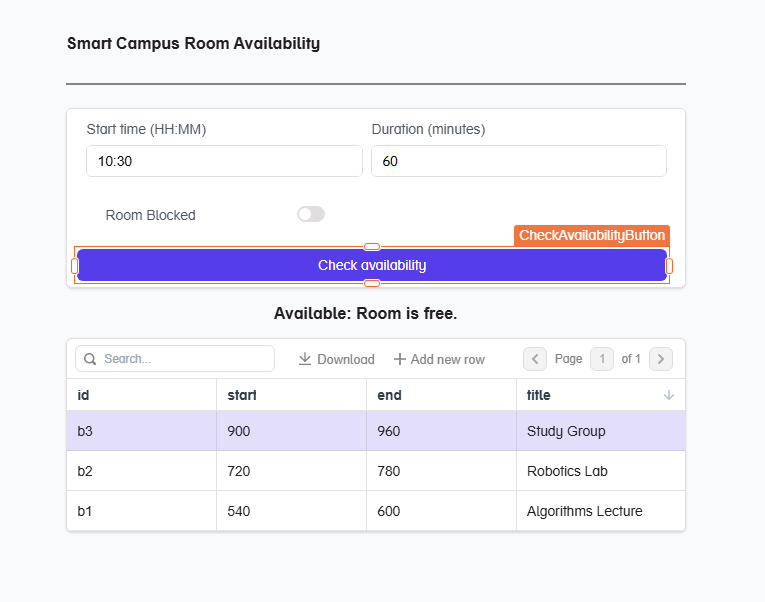 Smart Campus Room Availability
Start time (HH:MM) Duration (minutes)
10:30 60
Room Blocked
CheckAvailabilityButton
Check availability
Available: Room is free.
Search... Download Add new row Page 1 of 1
id start end title
b3 900 960 Study Group
b2 720 780 Robotics Lab
b1 540 600 Algorithms Lecture